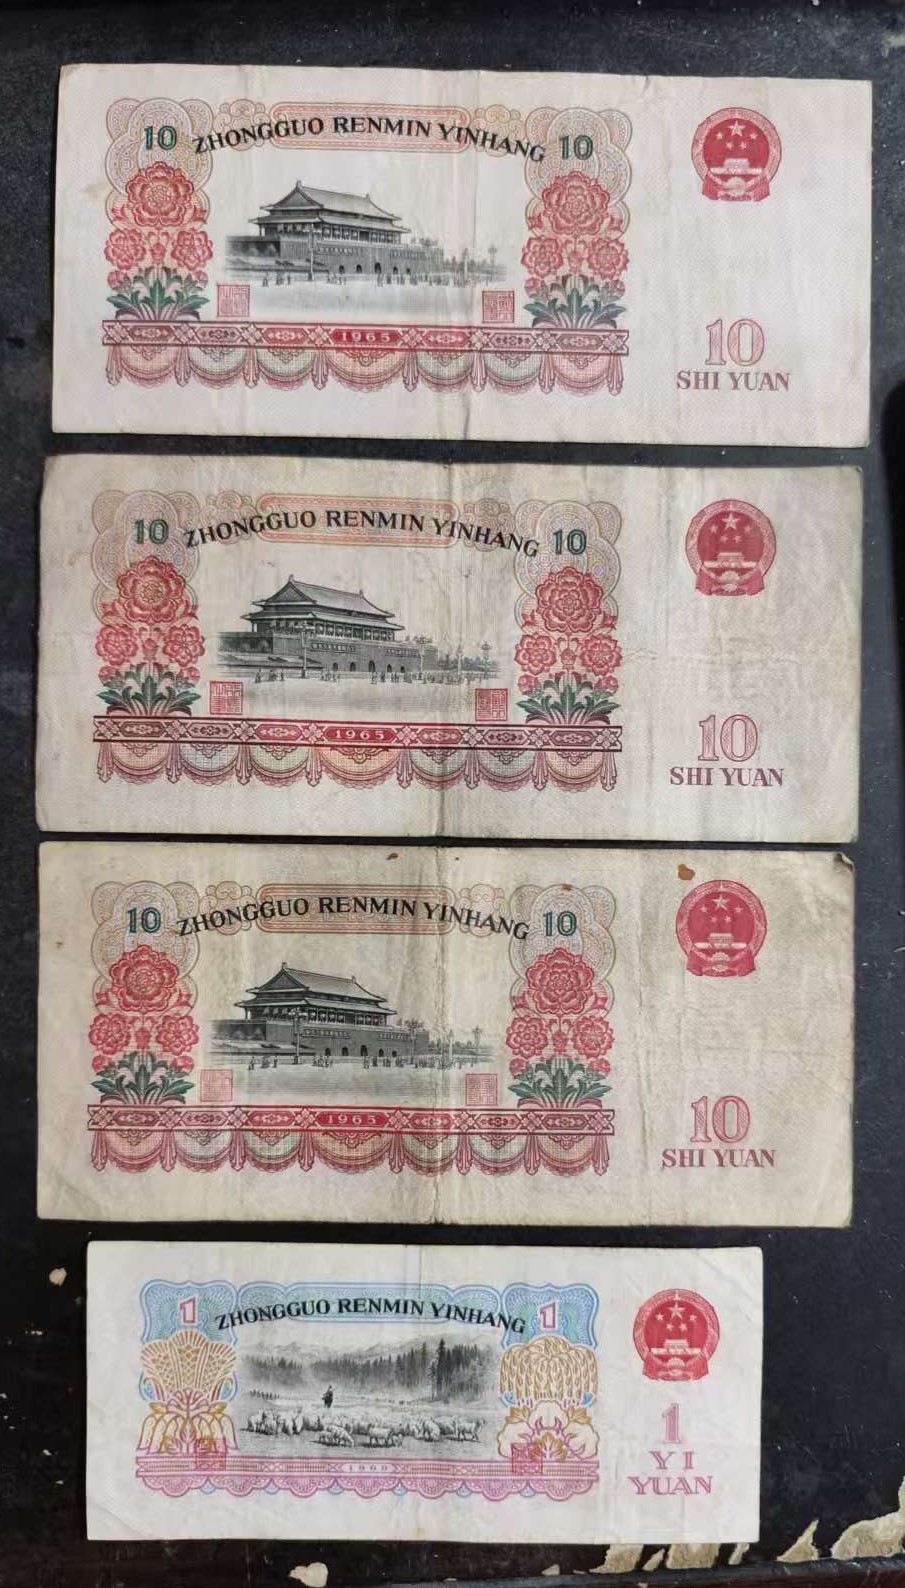 10 ZHONGGUO RENMIN YINHANG 10
1965
10
SHI YUAN
10 ZHONGGUO RENMIN YINHANG 10
1965
10
SHI YUAN
10 ZHONGGUO RENMIN YINHANG 10
1965
10
SHI YUAN
1 ZHONGGUO RENMIN YINHANG 1
1960
1
YI
YUAN